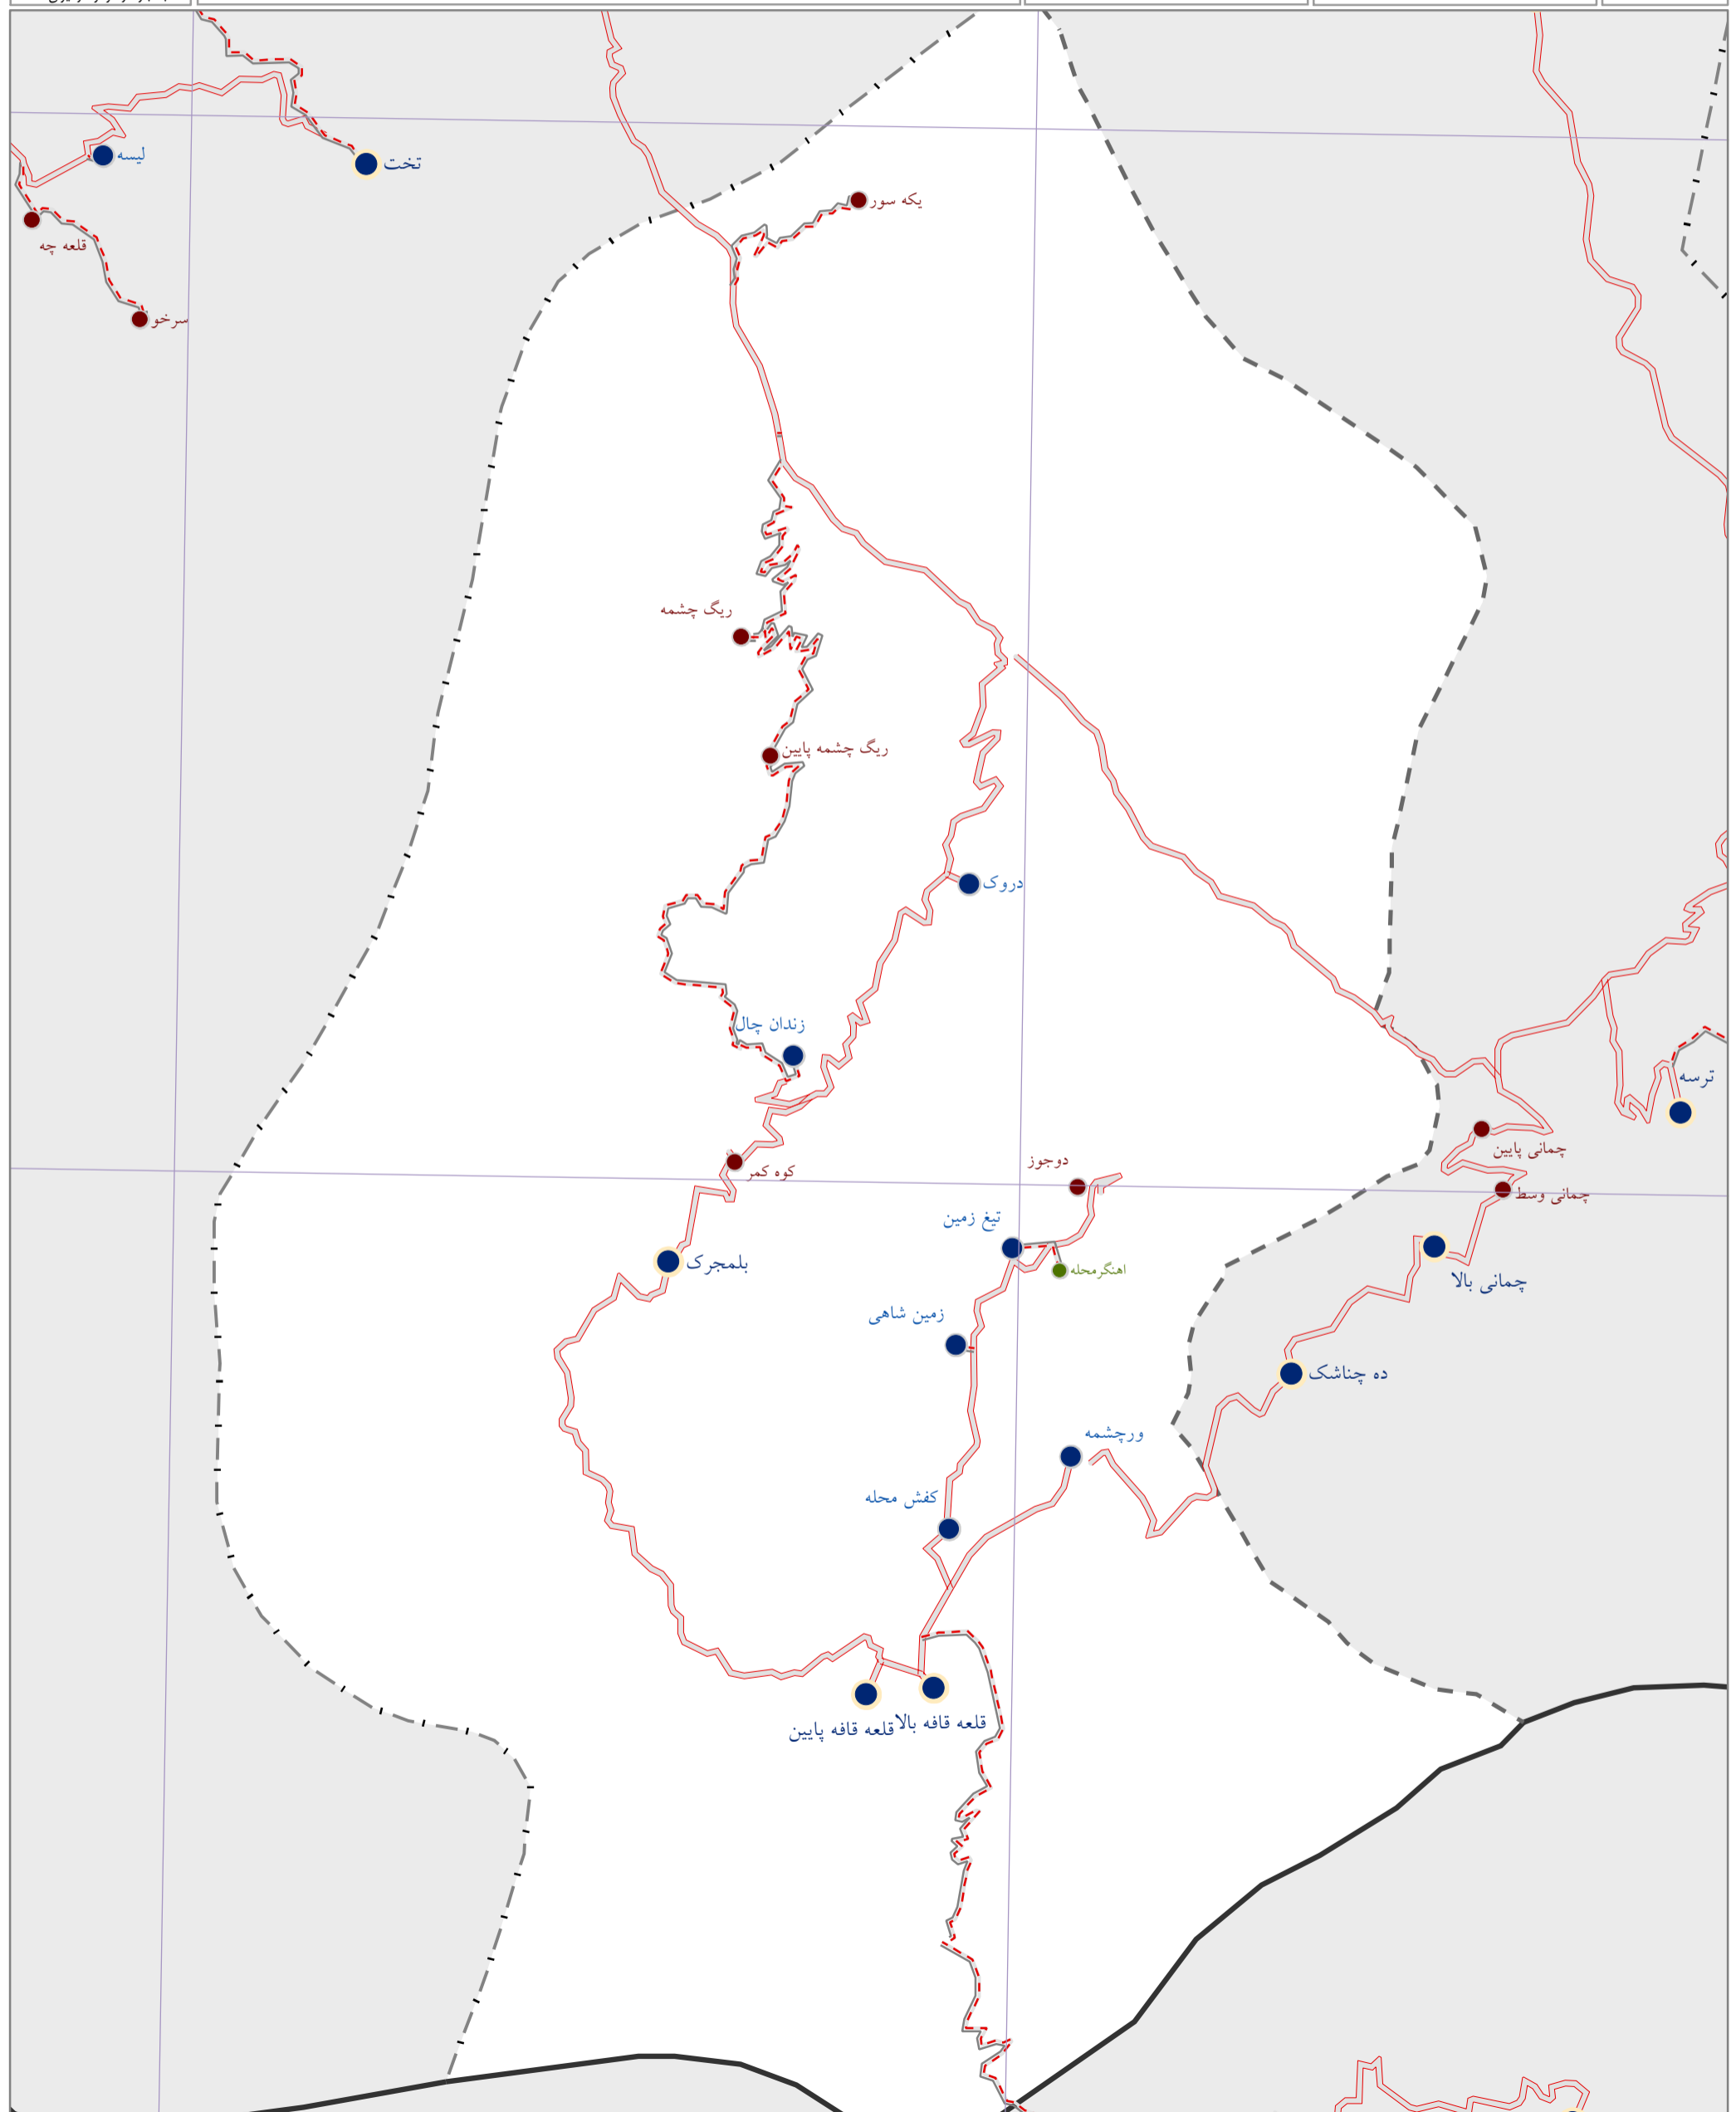 لیسه
تخت
یکه سور
قلعه چه
سرخو
ریگ چشمه
ریگ چشمه پایین
دروک
زندان چال
ترسه
چمانی پایین
دوجوز
کوه کمر
چمانی وسط
تیغ زمین
بلمجرک
اهنگرمحله
چمانی بالا
زمین شاهی
ده چناشک
ورچشمه
کفش محله
قلعه قافه بالا
قلعه قافه پایین